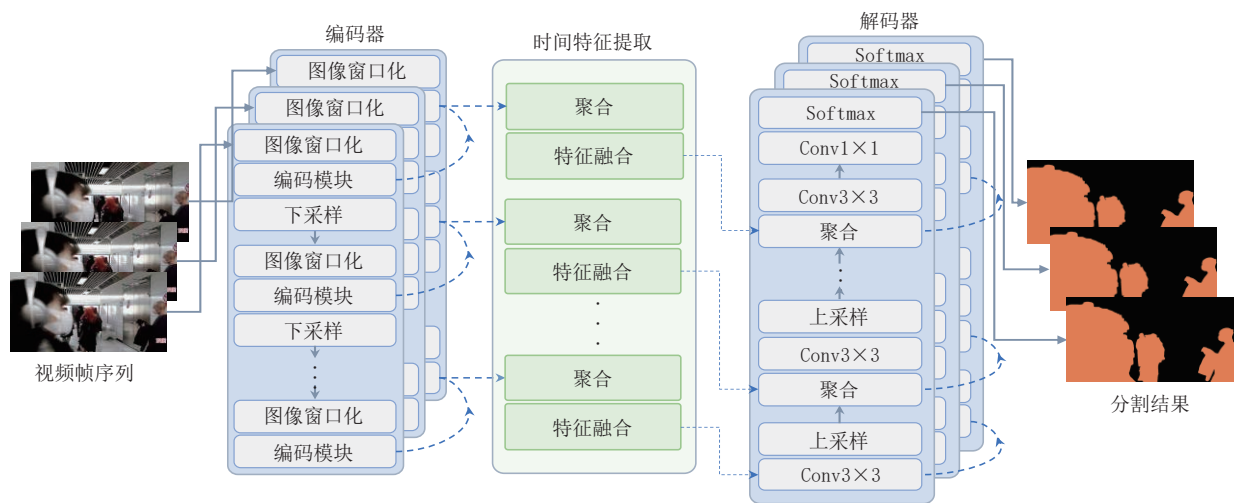 编码器
时间特征提取
解码器
图像窗口化
图像窗口化
图像窗口化
编码模块
下采样
图像窗口化
编码模块
下采样
图像窗口化
编码模块
视频帧序列
聚合
特征融合
聚合
特征融合
聚合
特征融合
Softmax
Softmax
Softmax
Conv1×1
Conv3×3
聚合
上采样
Conv3×3
聚合
上采样
Conv3×3
分割结果